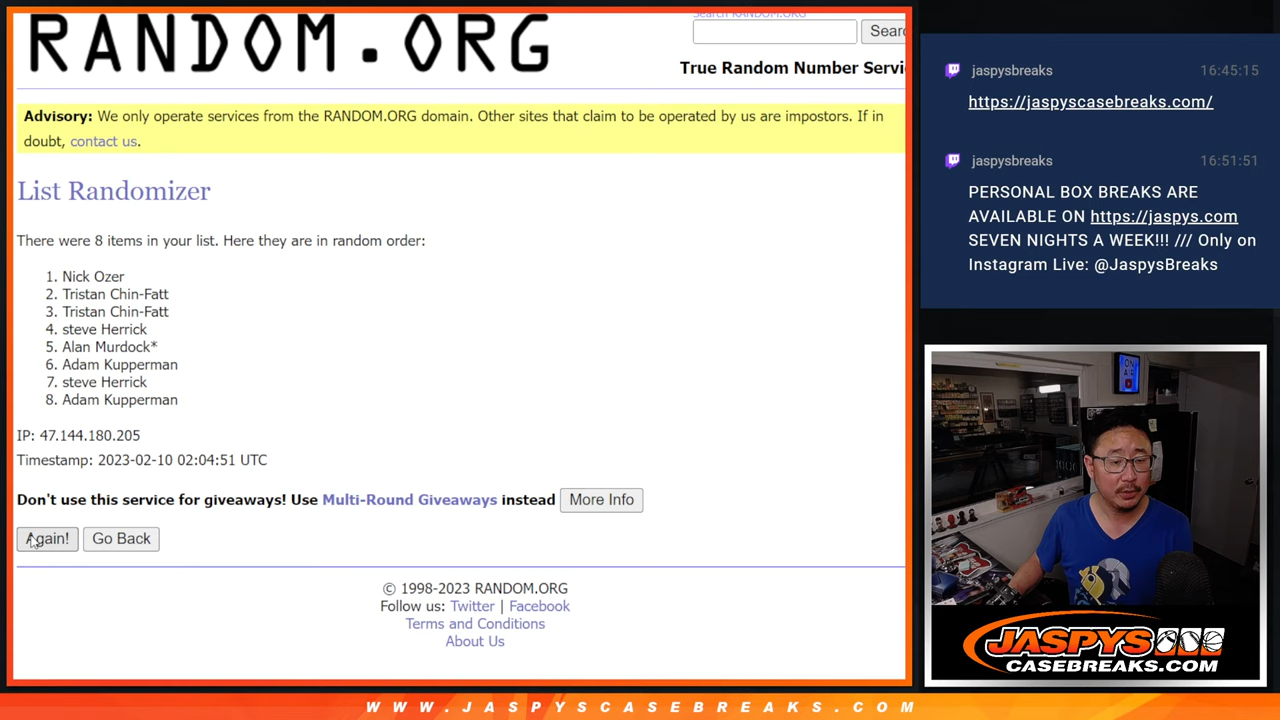 RANDOM.ORG
Search RANDOM.ORG
Searc
True Random Number Servi
Advisory: We only operate services from the RANDOM.ORG domain. Other sites that claim to be operated by us are impostors. If in
doubt, contact us.
List Randomizer
There were 8 items in your list. Here they are in random order:
1. Nick Ozer
2. Tristan Chin-Fatt
3. Tristan Chin-Fatt
4. steve Herrick
5. Alan Murdock*
6. Adam Kupperman
7. steve Herrick
8. Adam Kupperman
IP: 47.144.180.205
Timestamp: 2023-02-10 02:04:51 UTC
Don't use this service for giveaways! Use Multi-Round Giveaways instead More Info
Again! Go Back
© 1998-2023 RANDOM.ORG
Follow us: Twitter | Facebook
Terms and Conditions
About Us
jaspysbreaks 16:45:15
https://jaspyscasebreaks.com/
jaspysbreaks 16:51:51
PERSONAL BOX BREAKS ARE
AVAILABLE ON https://jaspys.com
SEVEN NIGHTS A WEEK!!! /// Only on
Instagram Live: @JaspysBreaks
ON
JASPYS
CASEBREAKS.COM
WWW.JASPYSCASEBREAKS.COM